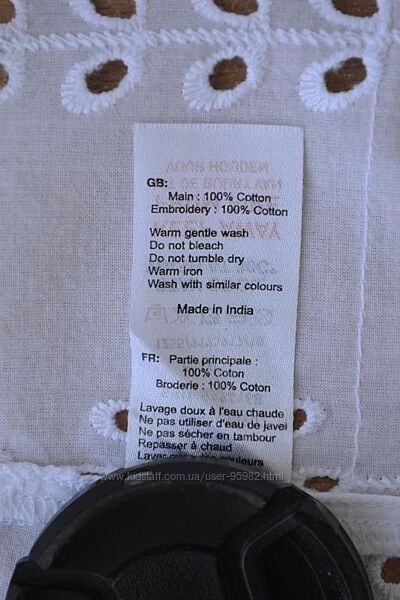 GB:
Main : 100% Cotton
Embroidery : 100% Cotton
Warm gentle wash
Do not bleach
Do not tumble dry
Warm iron
Wash with similar colours
Made in India
FR: Partie principale :
100% Coton
Broderie : 100% Coton
Lavage doux à l'eau chaude
Ne pas utiliser d'eau de javel
Ne pas sécher en tambour
Repasser à chaud
Laver couleurs
www.kidstaff.com.ua/user-95982.html